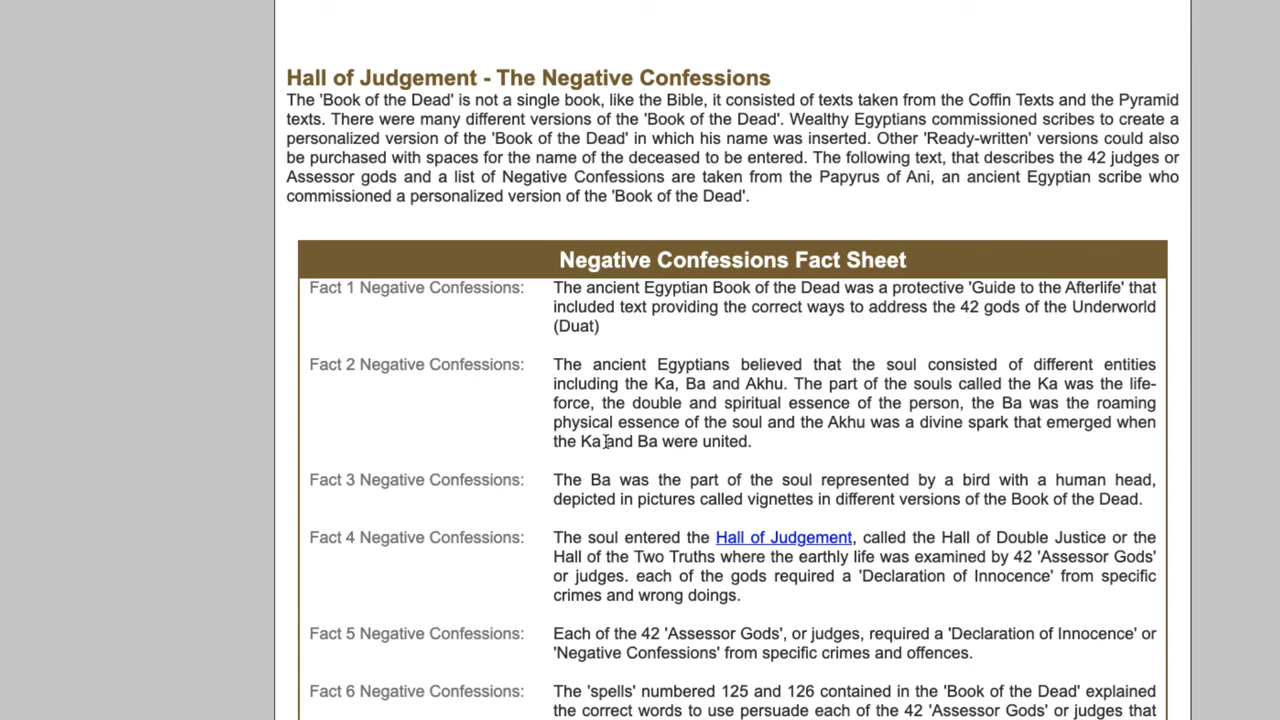 Hall of Judgement - The Negative Confessions
The 'Book of the Dead' is not a single book, like the Bible, it consisted of texts taken from the Coffin Texts and the Pyramid
texts. There were many different versions of the 'Book of the Dead'. Wealthy Egyptians commissioned scribes to create a
personalized version of the 'Book of the Dead' in which his name was inserted. Other 'Ready-written' versions could also
be purchased with spaces for the name of the deceased to be entered. The following text, that describes the 42 judges or
Assessor gods and a list of Negative Confessions are taken from the Papyrus of Ani, an ancient Egyptian scribe who
commissioned a personalized version of the 'Book of the Dead'.
Negative Confessions Fact Sheet
Fact 1 Negative Confessions: The ancient Egyptian Book of the Dead was a protective 'Guide to the Afterlife' that
included text providing the correct ways to address the 42 gods of the Underworld
(Duat)
Fact 2 Negative Confessions: The ancient Egyptians believed that the soul consisted of different entities
including the Ka, Ba and Akhu. The part of the souls called the Ka was the life-
force, the double and spiritual essence of the person, the Ba was the roaming
physical essence of the soul and the Akhu was a divine spark that emerged when
the Ka and Ba were united.
Fact 3 Negative Confessions: The Ba was the part of the soul represented by a bird with a human head,
depicted in pictures called vignettes in different versions of the Book of the Dead.
Fact 4 Negative Confessions: The soul entered the Hall of Judgement, called the Hall of Double Justice or the
Hall of the Two Truths where the earthly life was examined by 42 'Assessor Gods'
or judges. each of the gods required a 'Declaration of Innocence' from specific
crimes and wrong doings.
Fact 5 Negative Confessions: Each of the 42 'Assessor Gods', or judges, required a 'Declaration of Innocence' or
'Negative Confessions' from specific crimes and offences.
Fact 6 Negative Confessions: The 'spells' numbered 125 and 126 contained in the 'Book of the Dead' explained
the correct words to use persuade each of the 42 'Assessor Gods' or judges that